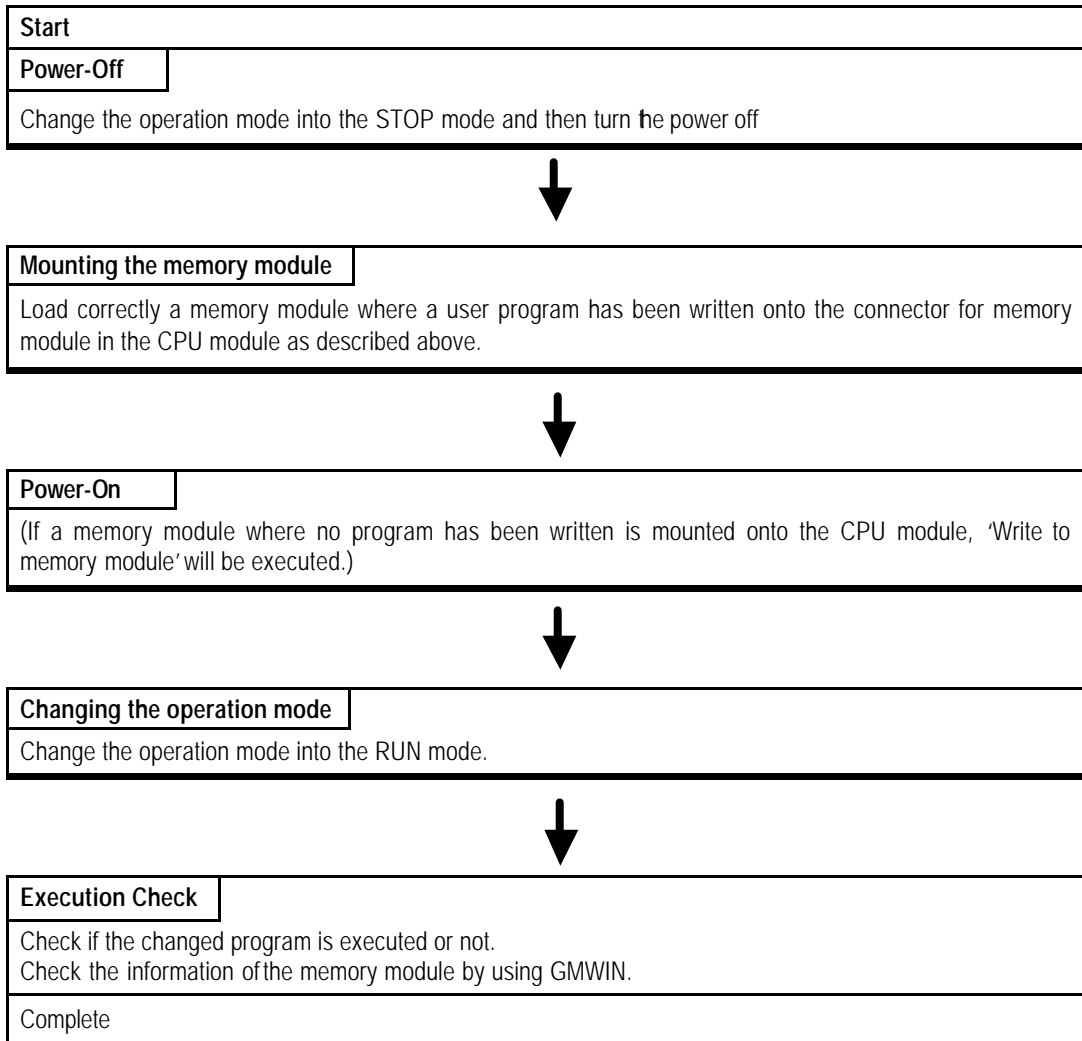 Start
Power-Off
Change the operation mode into the STOP mode and then turn the power off
Mounting the memory module
Load correctly a memory module where a user program has been written onto the connector for memory
module in the CPU module as described above.
Power-On
(If a memory module where no program has been written is mounted onto the CPU module, ‘Write to
memory module’ will be executed.)
Changing the operation mode
Change the operation mode into the RUN mode.
Execution Check
Check if the changed program is executed or not.
Check the information of the memory module by using GMWIN.
Complete